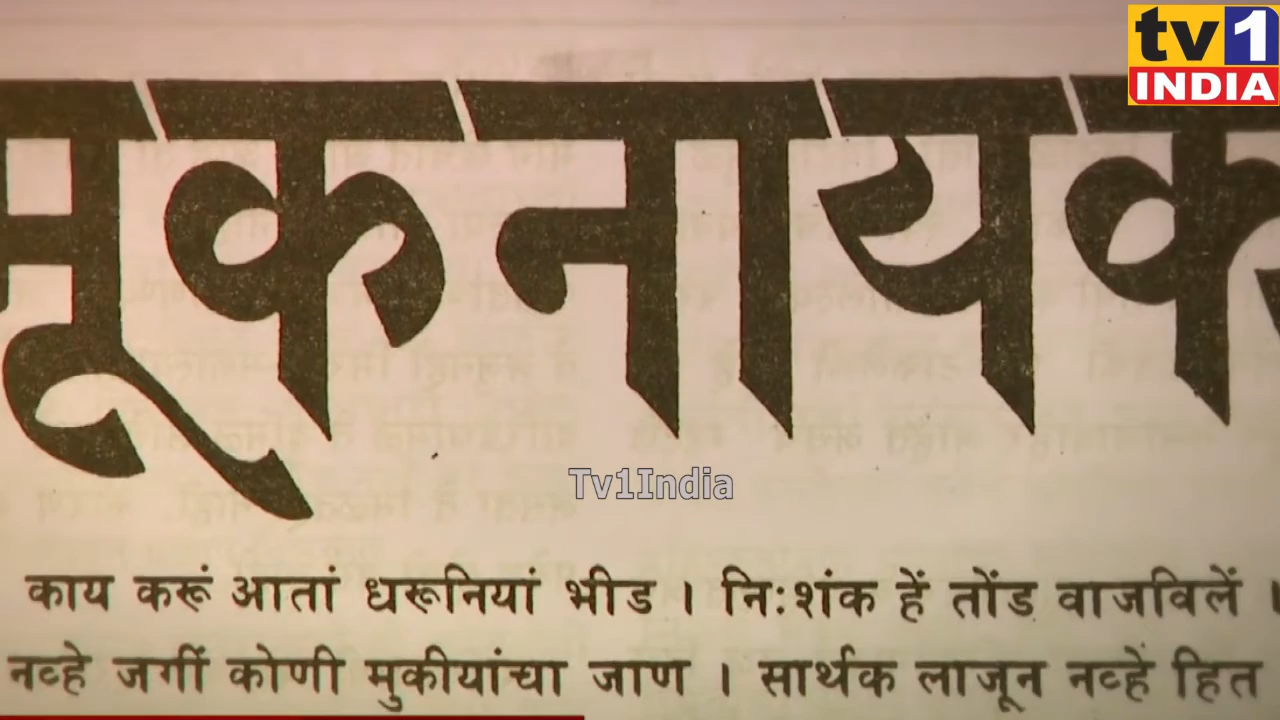 tv1
INDIA
मूकनायक
Tv1India
काय करूं आतां धरूनियां भीड । नि:शंक हें तोंड वाजविलें ।
नव्हे जगीं कोणी मुकीयांचा जाण । सार्थक लाजून नव्हें हित